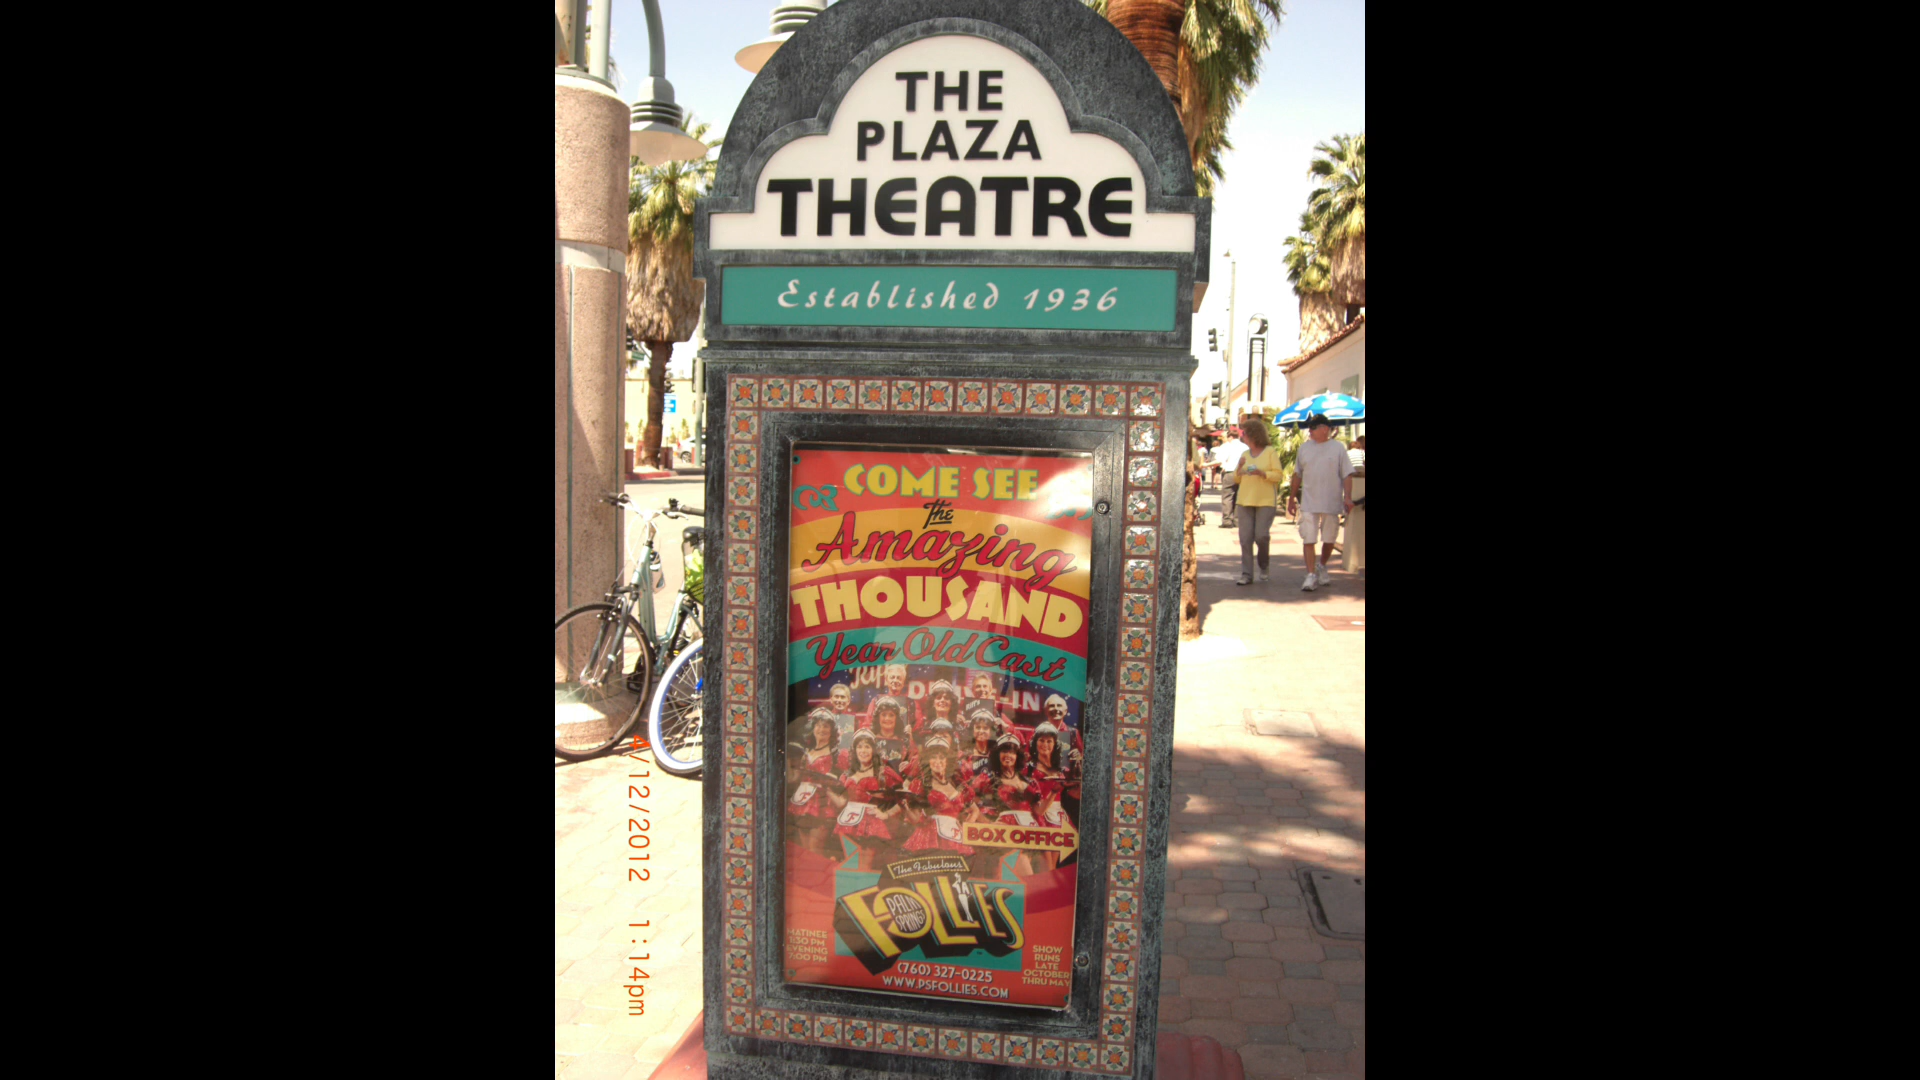 THE
PLAZA
THEATRE
Established 1936
COME SEE
The
Amazing
THOUSAND
Year Old Cast
DRIVE-IN
BOX OFFICE
The Fabulous
PALM
SPRINGS
FOLLIES
MATINEE
1:30 PM
EVENING
7:00 PM
SHOW
RUNS
LATE
OCTOBER
THRU MAY
(760) 327-0225
WWW.PSFOLLIES.COM
4/12/2012 1:14pm